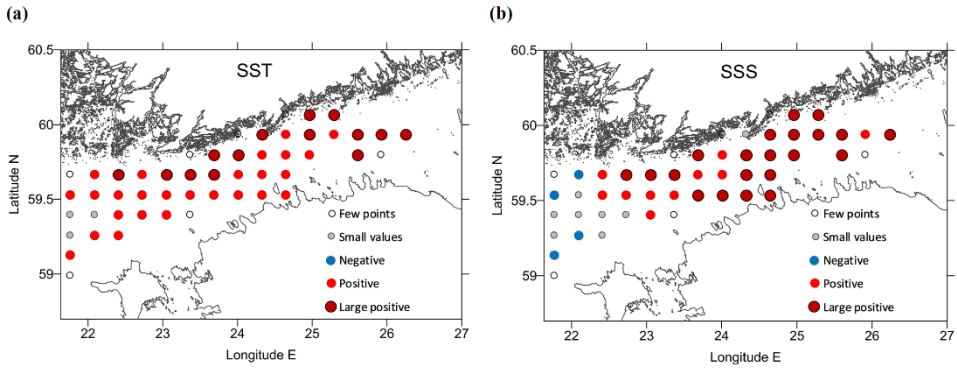 (a)
(b)
60.5
60
59.5
59
Latitude N
SST
Few points
Small values
Negative
Positive
Large positive
22 23 24 25 26 27
Longitude E
60.5
60
59.5
59
Latitude N
SSS
Few points
Small values
Negative
Positive
Large positive
22 23 24 25 26 27
Longitude E